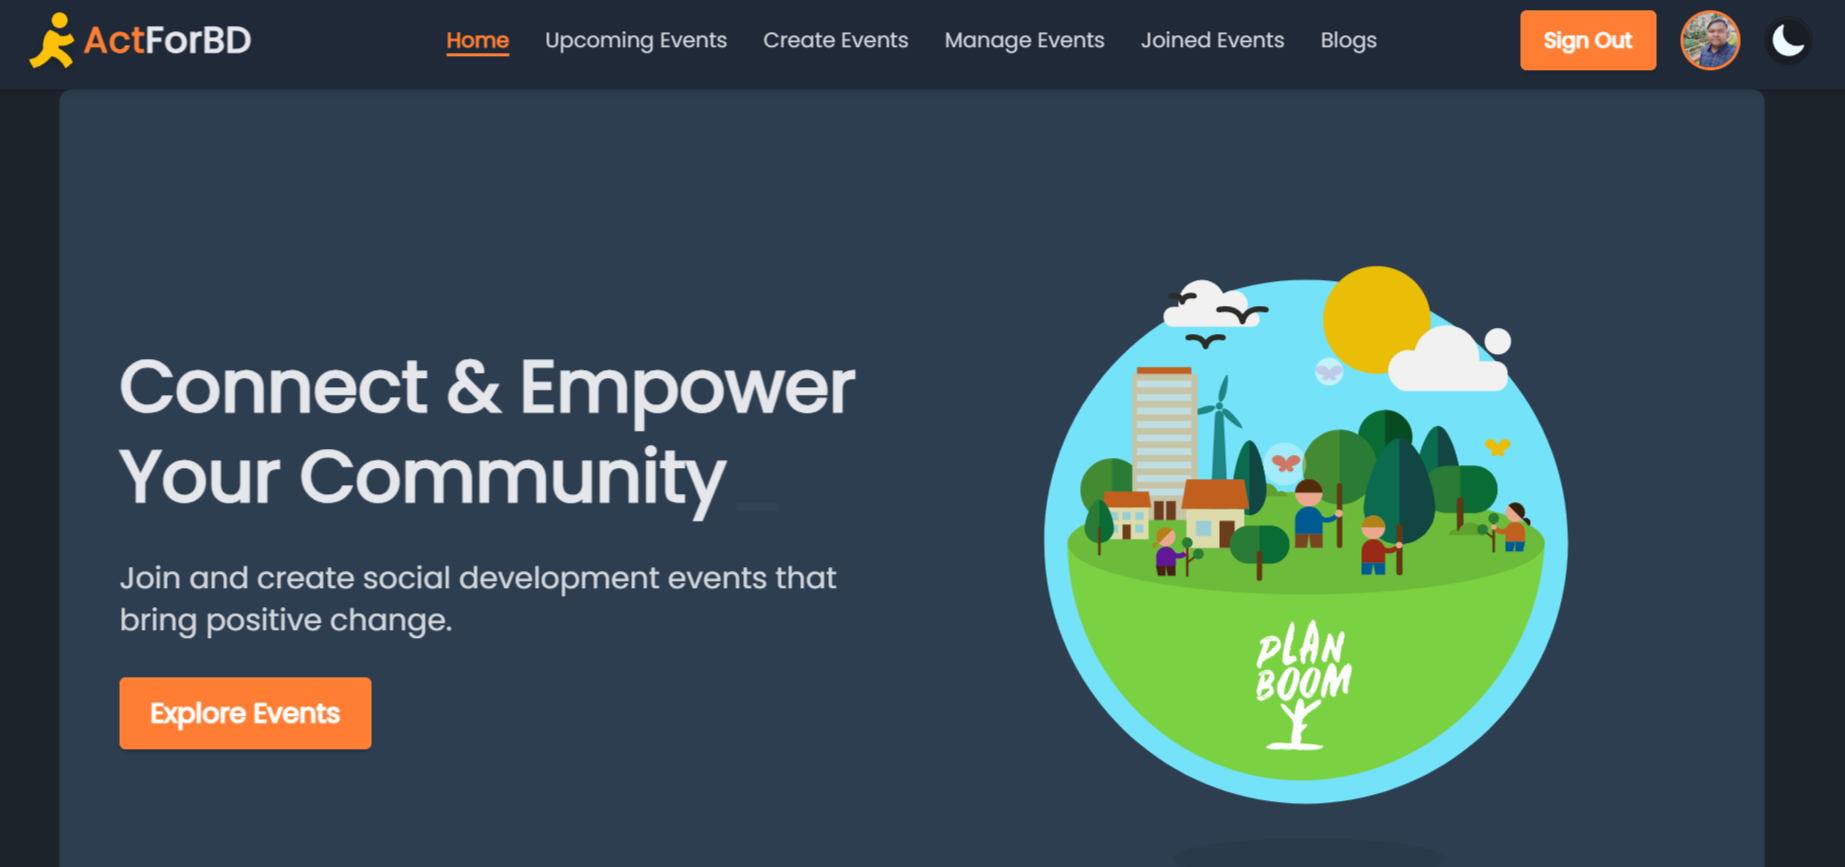 ActForBD
Home
Upcoming Events
Create Events
Manage Events
Joined Events
Blogs
Sign Out
Connect & Empower
Your Community
Join and create social development events that
bring positive change.
Explore Events
PLAN
BOOM